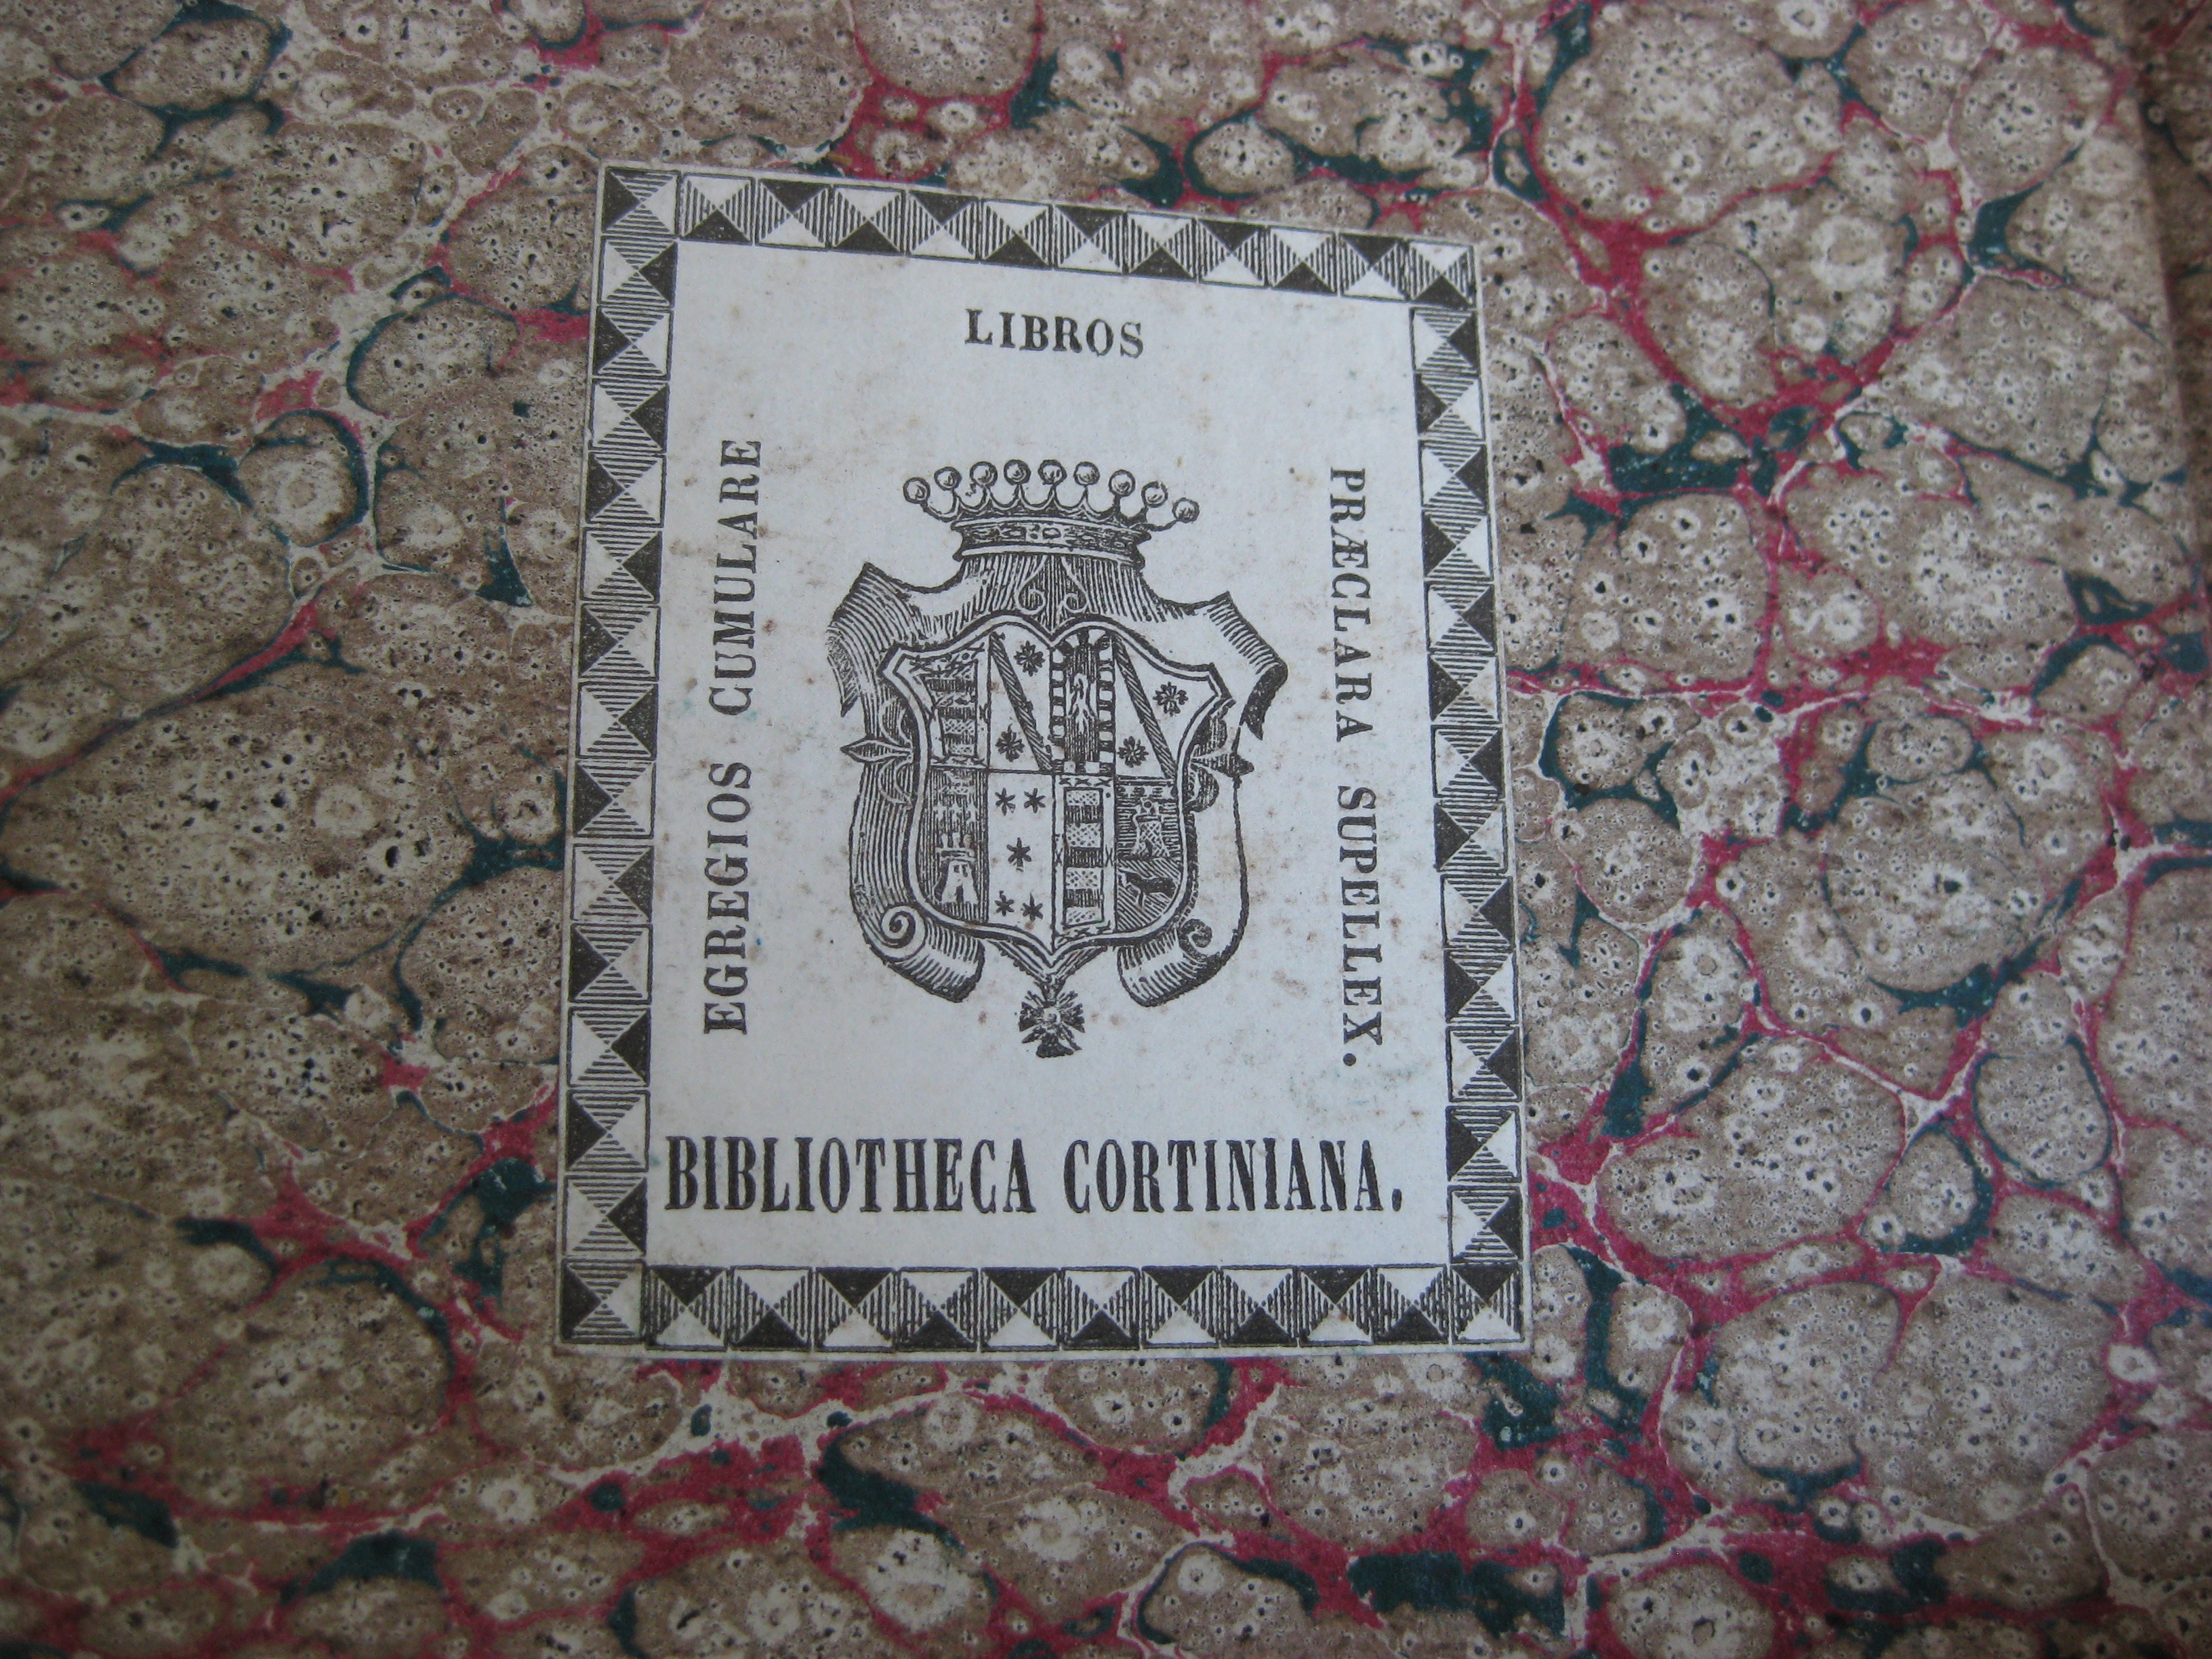 EGREGIOS CUMULARE
LIBROS
PRÆCLARA SUPELLEX.
BIBLIOTHECA CORTINIANA.